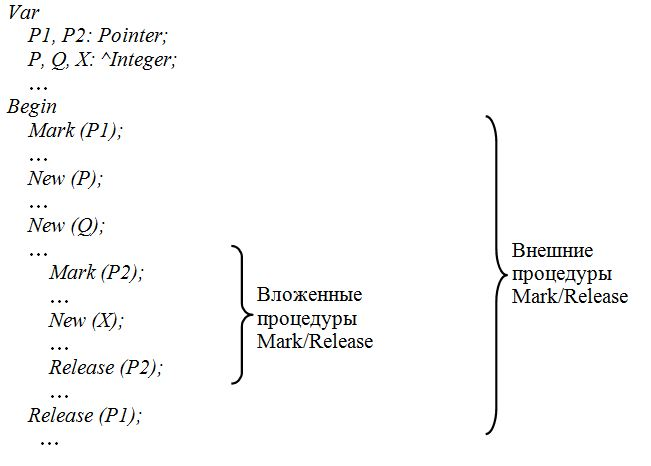 Var
P1, P2: Pointer;
P, Q, X: ^Integer;
…
Begin
Mark (P1);
…
New (P);
…
New (Q);
…
Mark (P2);
…
New (X);
…
Release (P2);
…
Release (P1);
…
Вложенные
процедуры
Mark/Release
Внешние
процедуры
Mark/Release